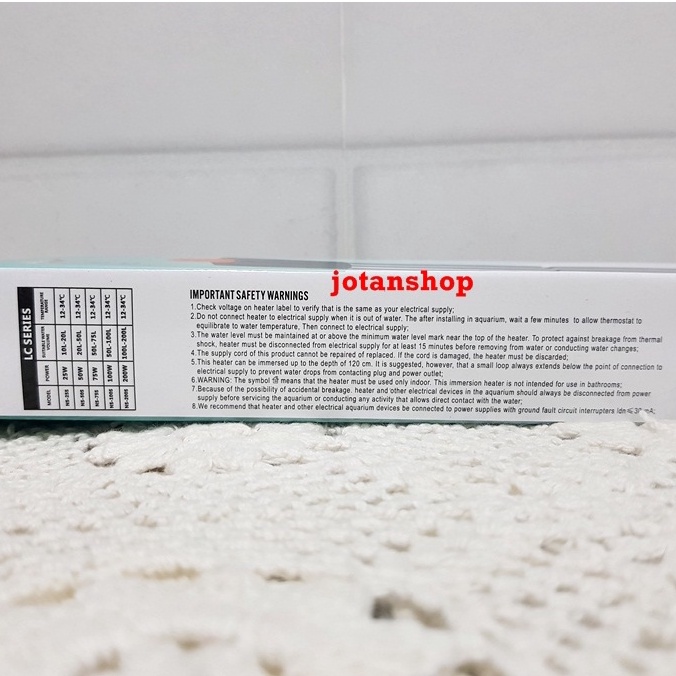 jotanshop
LC SERIES
MODEL POWER SUITABLE WATER VOLUME TEMPERATURE RANGE
25W 10L-20L 12-34℃
50W 20L-50L 12-34℃
75W 50L-75L 12-34℃
100W 50L-100L 12-34℃
200W 100L-200L 12-34℃
IMPORTANT SAFETY WARNINGS
1.Check voltage on heater label to verify that is the same as your electrical supply;
2.Do not connect heater to electrical supply when it is out of water. The after installing in aquarium, wait a few minutes to allow thermostat to
equilibrate to water temperature, Then connect to electrical supply;
3.The water level must be maintained at or above the minimum water level mark near the top of the heater. To protect against breakage from thermal
shock, heater must be disconnected from electrical supply for at least 15 minutes before removing from water or conducting water changes;
4.The supply cord of this product cannot be repaired of replaced. If the cord is damaged, the heater must be discarded;
5.This heater can be immersed up to the depth of 120 cm. It is suggested, however, that a small loop always extends below the point of connection to
electrical supply to prevent water drops from contacting plug and power outlet;
6.WARNING: The symbol means that the heater must be used only indoor. This immersion heater is not intended for use in bathrooms;
7.Because of the possibility of accidental breakage. heater and other electrical devices in the aquarium should always be disconnected from power
supply before servicing the aquarium or conducting any activity that allows direct contact with the water;
8.We recommend that heater and other electrical aquarium devices be connected to power supplies with ground fault circuit interrupters Idn≤30mA;